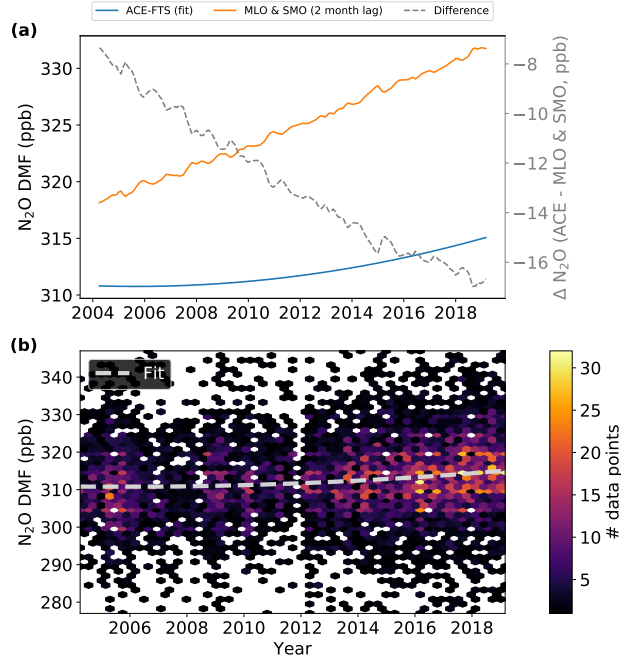 ACE-FTS (fit) MLO & SMO (2 month lag) Difference
(a)
330
325
320
315
310
N₂O DMF (ppb)
−8
−10
−12
−14
−16
Δ N₂O (ACE - MLO & SMO, ppb)
2004 2006 2008 2010 2012 2014 2016 2018
(b)
Fit
340
330
320
310
300
290
280
N₂O DMF (ppb)
2006 2008 2010 2012 2014 2016 2018
Year
30
25
20
15
10
5
# data points